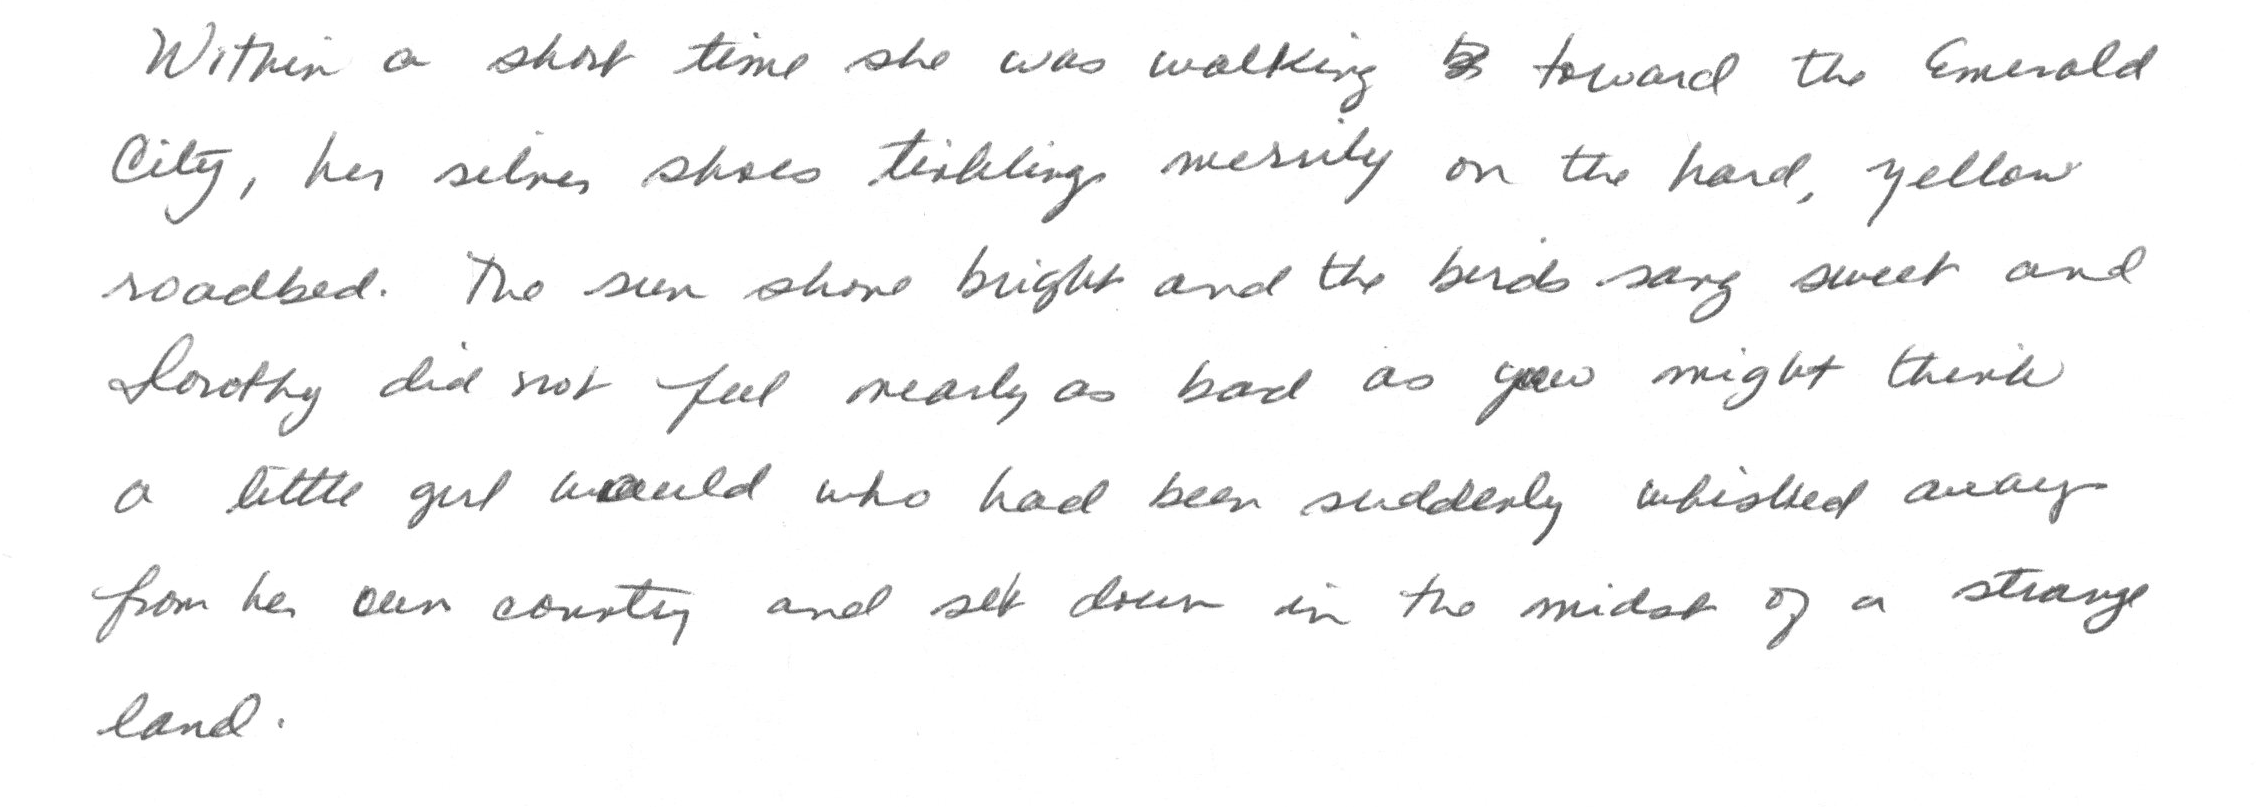 Within a short time she was walking toward the Emerald
City, her silver shoes tinkling merrily on the hard, yellow
roadbed. The sun shone bright and the birds sang sweet and
Dorothy did not feel nearly as bad as you might think
a little girl would who had been suddenly whisked away
from her own country and set down in the midst of a strange
land.